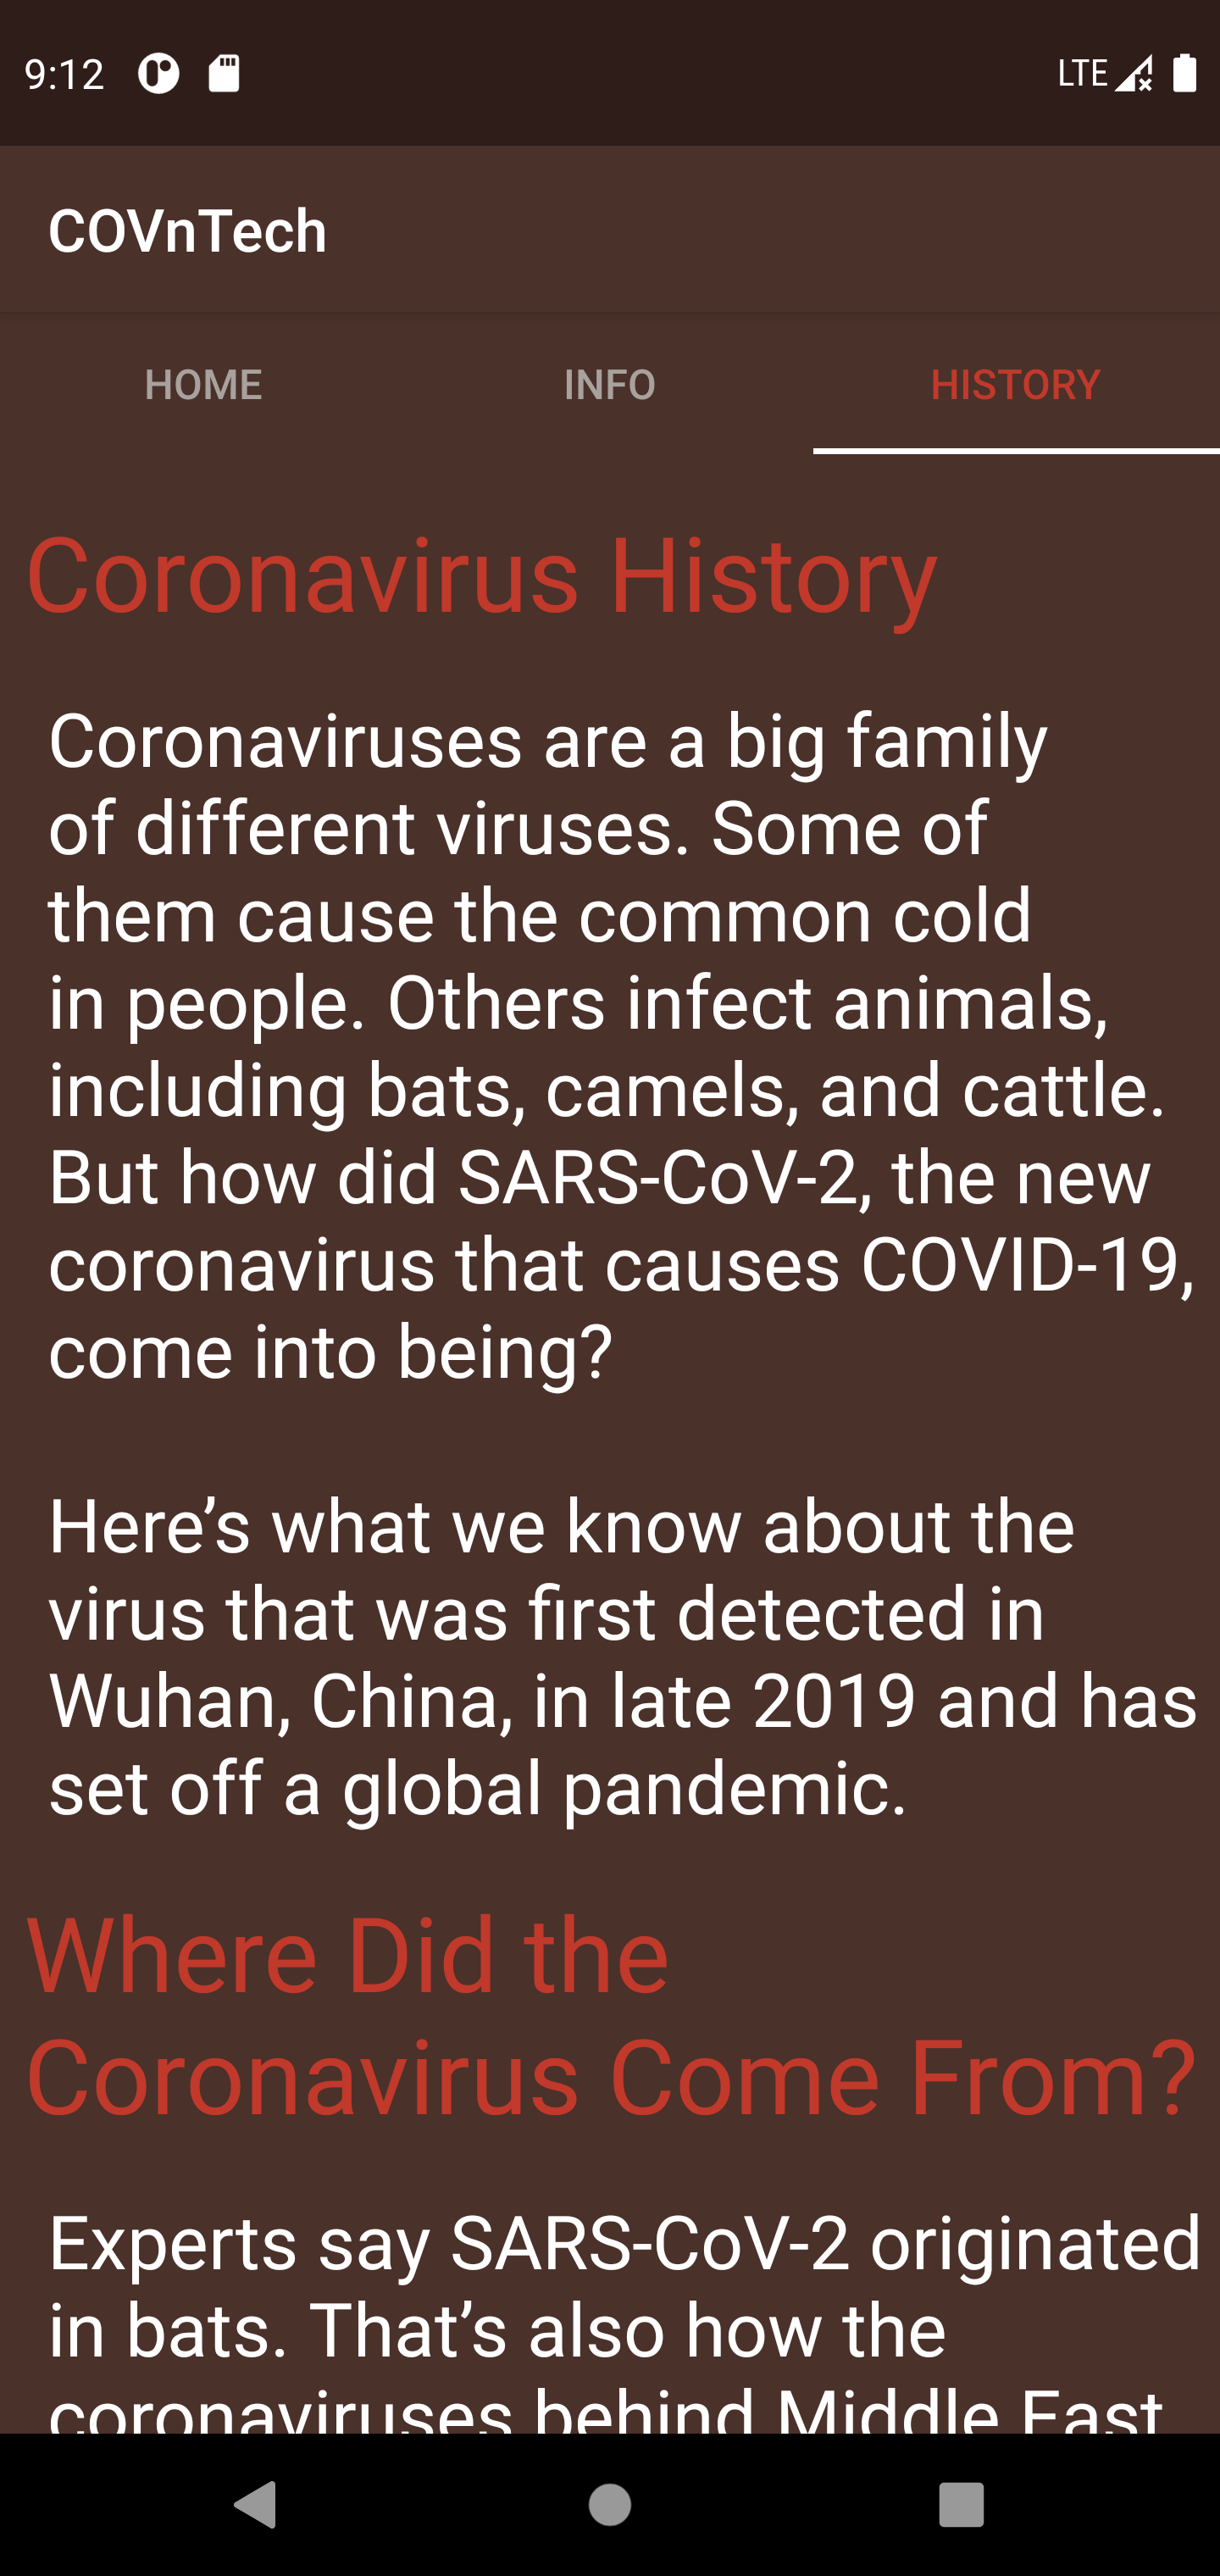 9:12
LTE
COVnTech
HOME INFO HISTORY
Coronavirus History
Coronaviruses are a big family
of different viruses. Some of
them cause the common cold
in people. Others infect animals,
including bats, camels, and cattle.
But how did SARS-CoV-2, the new
coronavirus that causes COVID-19,
come into being?
Here’s what we know about the
virus that was first detected in
Wuhan, China, in late 2019 and has
set off a global pandemic.
Where Did the
Coronavirus Come From?
Experts say SARS-CoV-2 originated
in bats. That’s also how the
coronaviruses behind Middle East